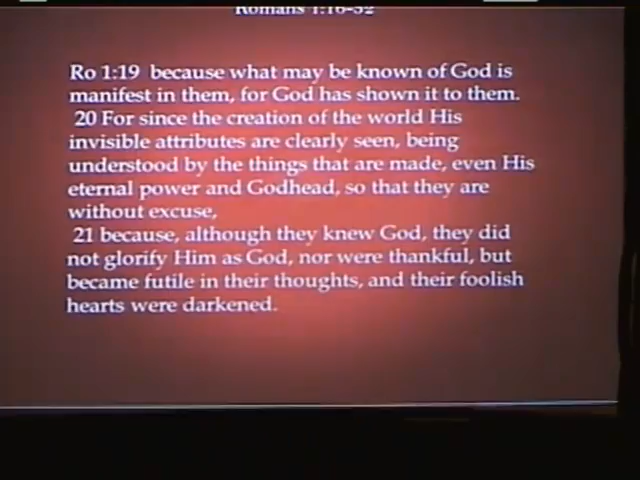 Romans 1:16-32
Ro 1:19 because what may be known of God is
manifest in them, for God has shown it to them.
20 For since the creation of the world His
invisible attributes are clearly seen, being
understood by the things that are made, even His
eternal power and Godhead, so that they are
without excuse,
21 because, although they knew God, they did
not glorify Him as God, nor were thankful, but
became futile in their thoughts, and their foolish
hearts were darkened.